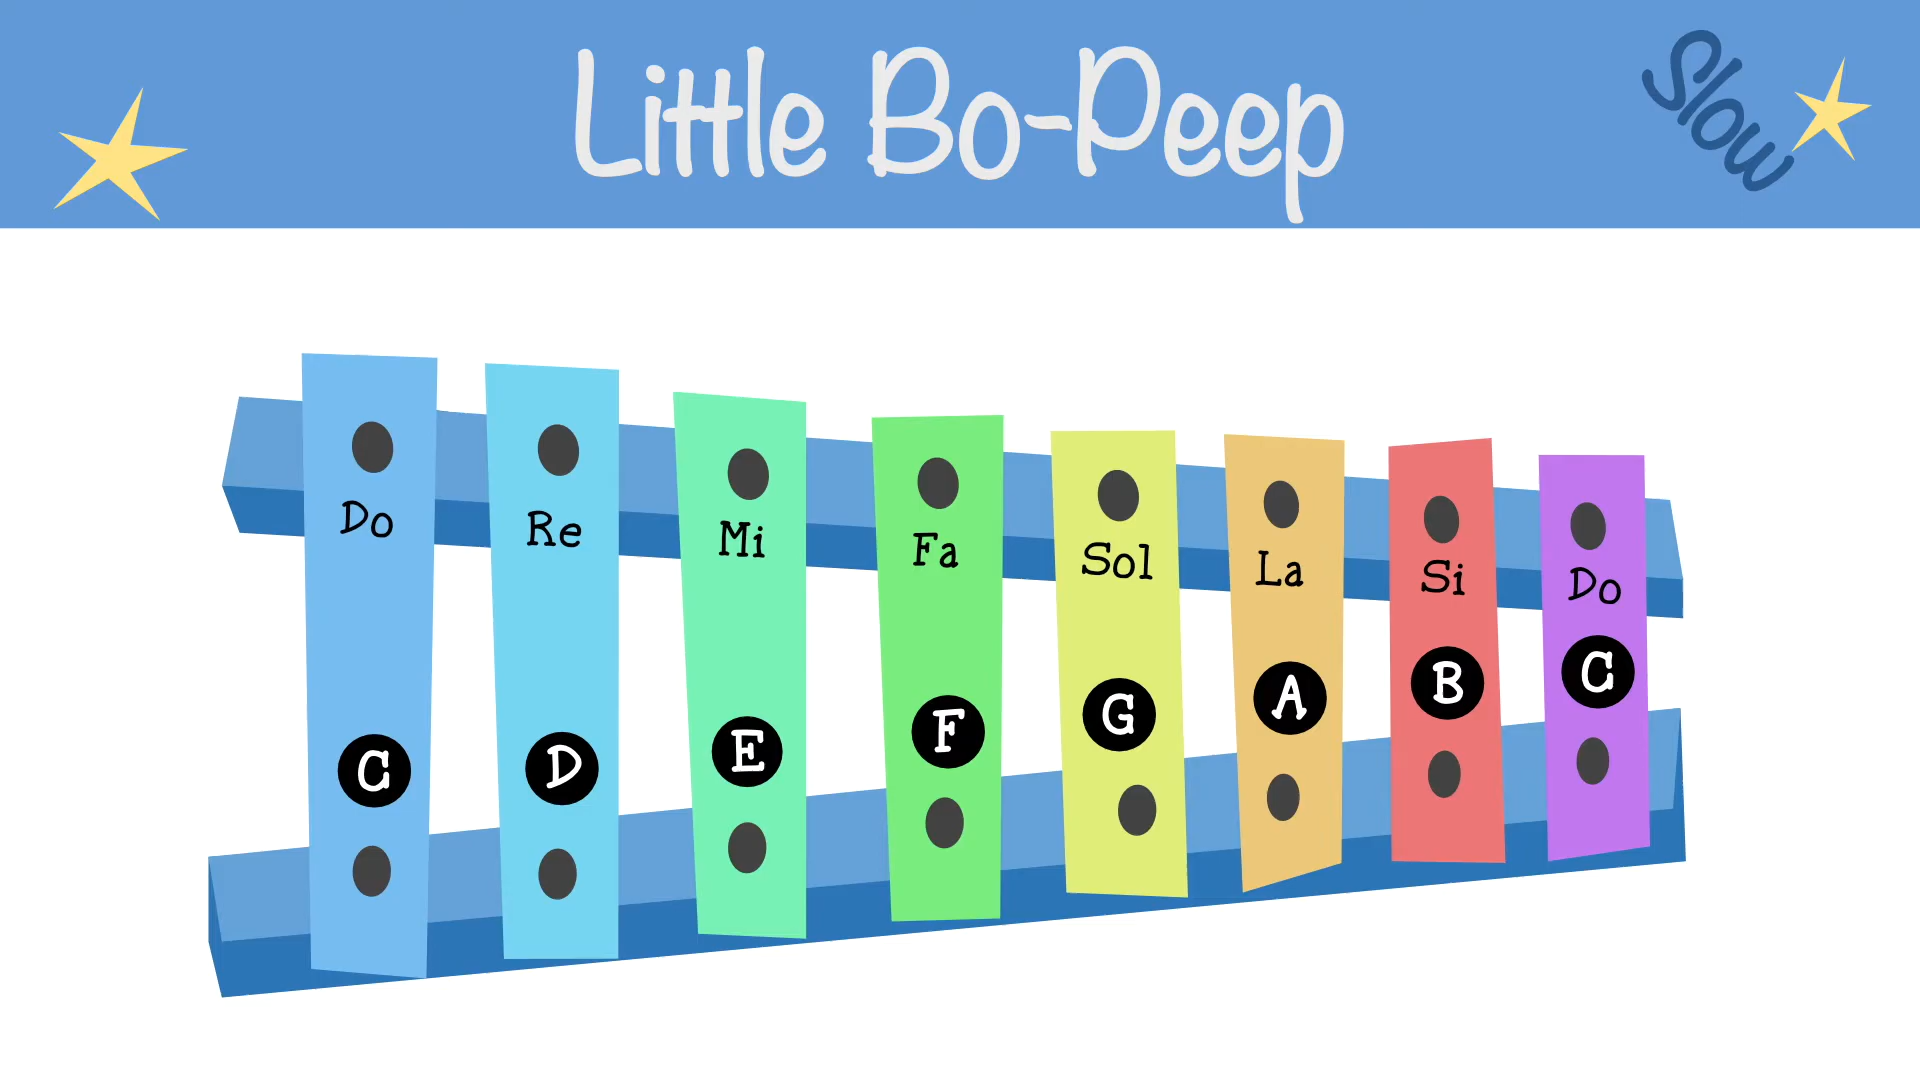 Little Bo-Peep
Slow
Do Re Mi Fa Sol La Si Do
C D E F G A B C